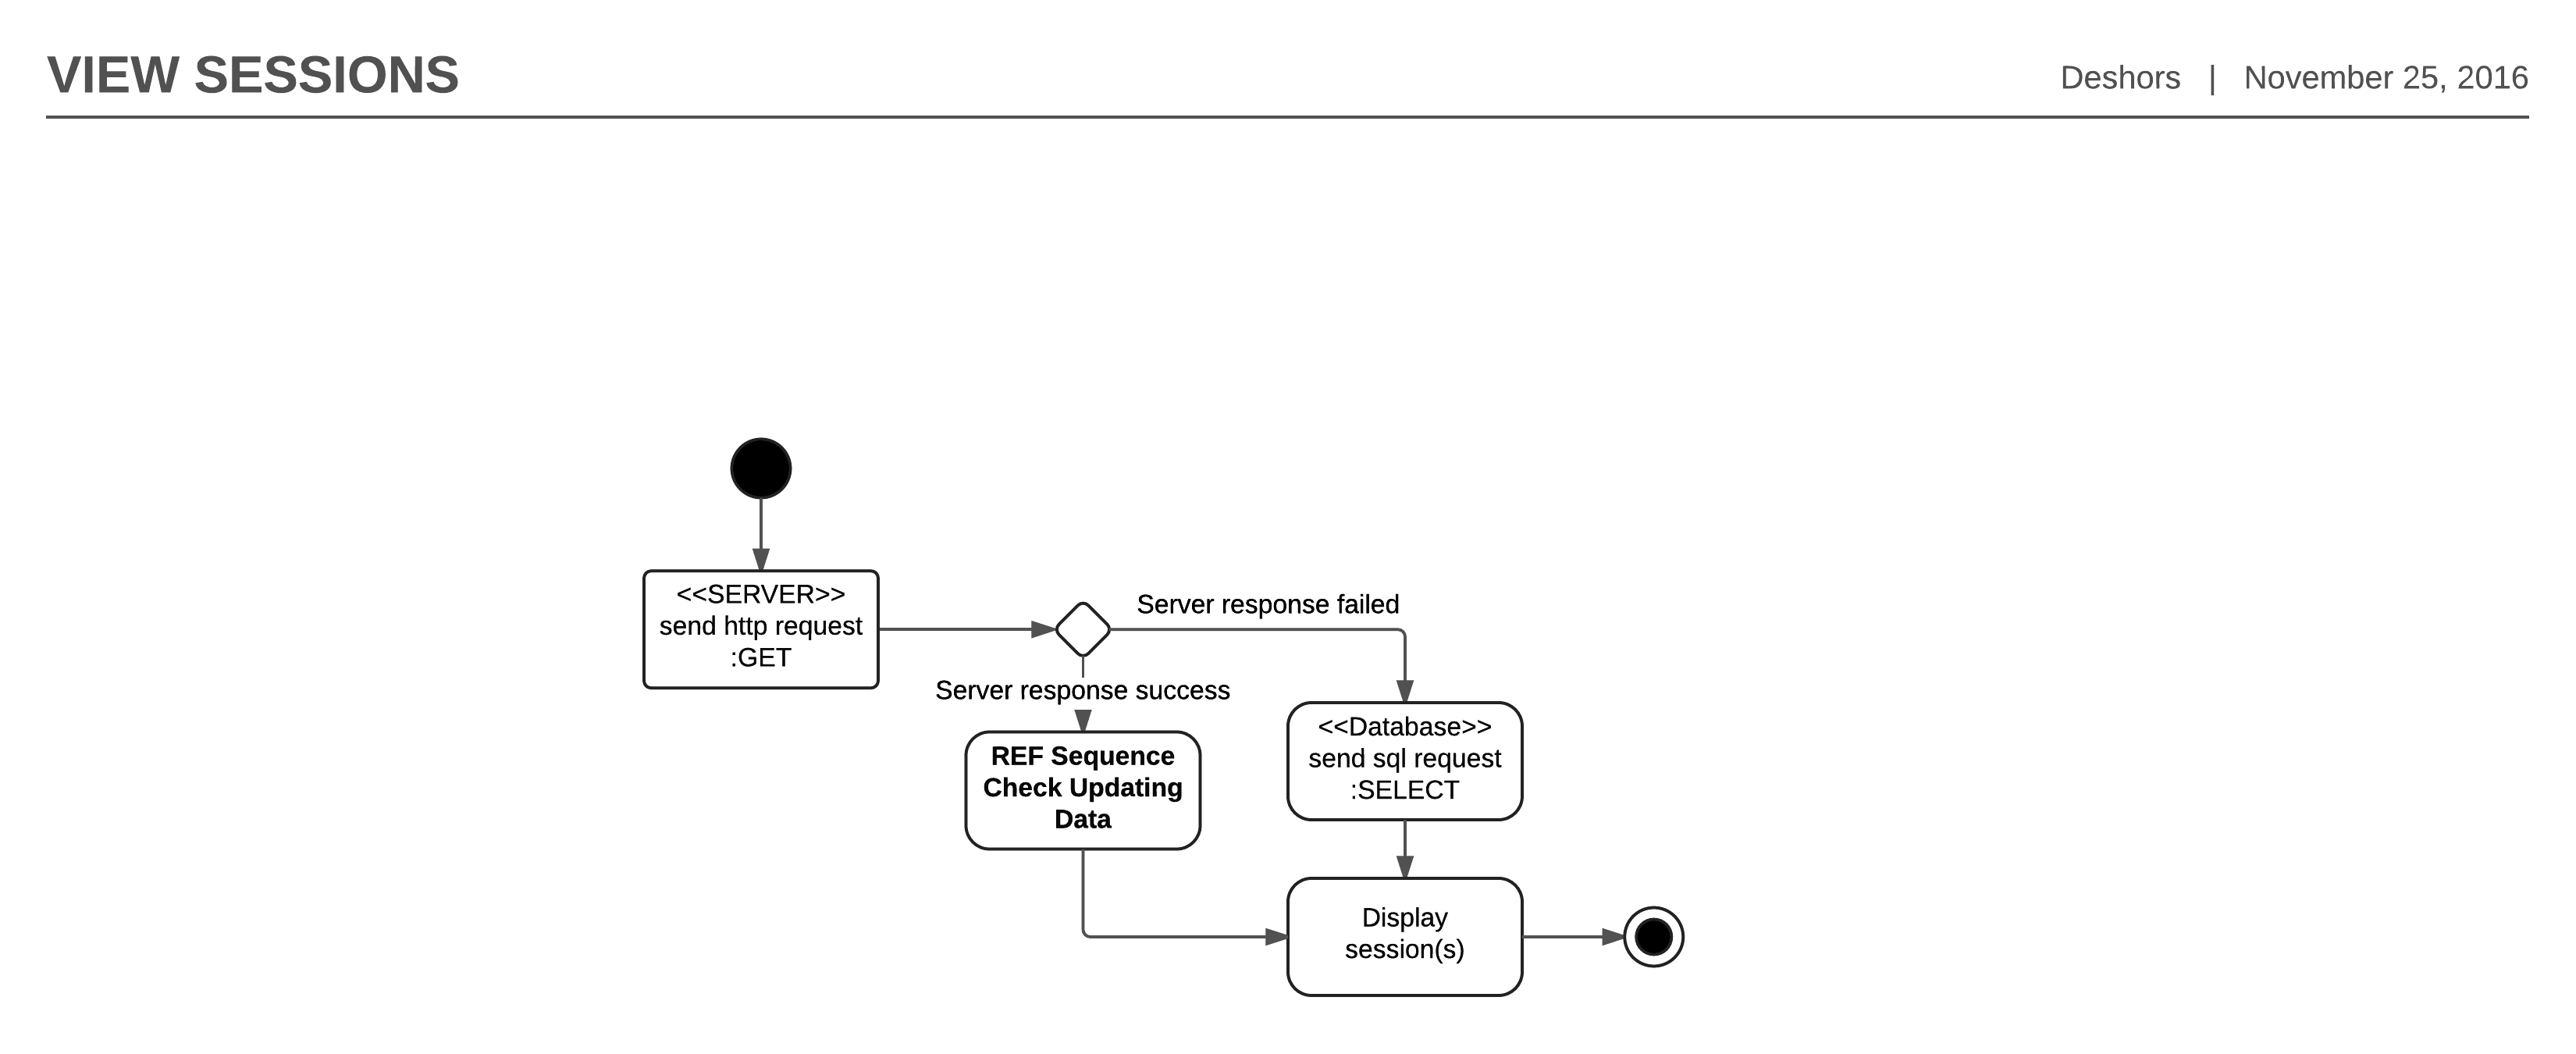 VIEW SESSIONS
Deshors | November 25, 2016
<<SERVER>>
send http request
:GET
Server response failed
Server response success
REF Sequence
Check Updating
Data
<<Database>>
send sql request
:SELECT
Display
session(s)